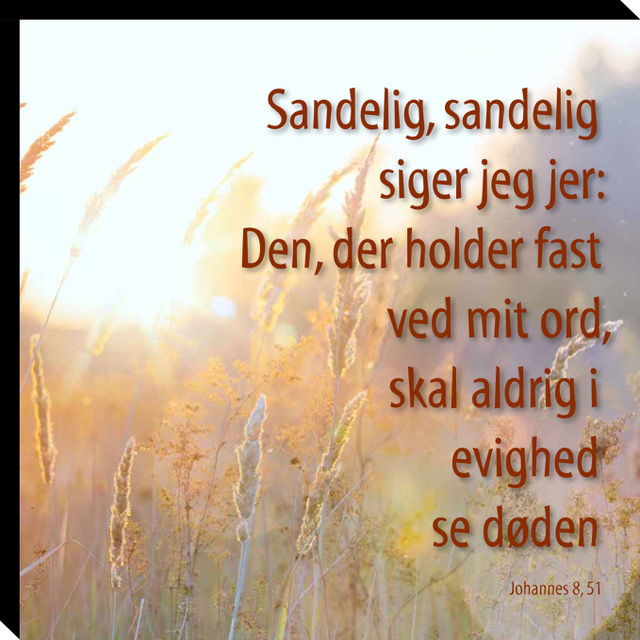 Sandelig, sandelig
siger jeg jer:
Den, der holder fast
ved mit ord,
skal aldrig i
evighed
se døden
Johannes 8, 51